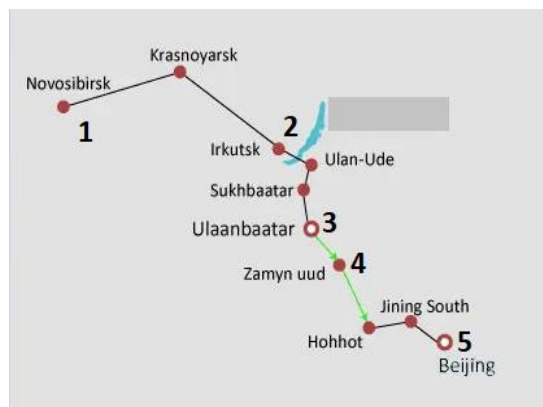 Krasnoyarsk
Novosibirsk
1
2
Irkutsk
Ulan-Ude
Sukhbaatar
Ulaanbaatar
3
Zamyn uud
4
Jining South
Hohhot
5
Beijing